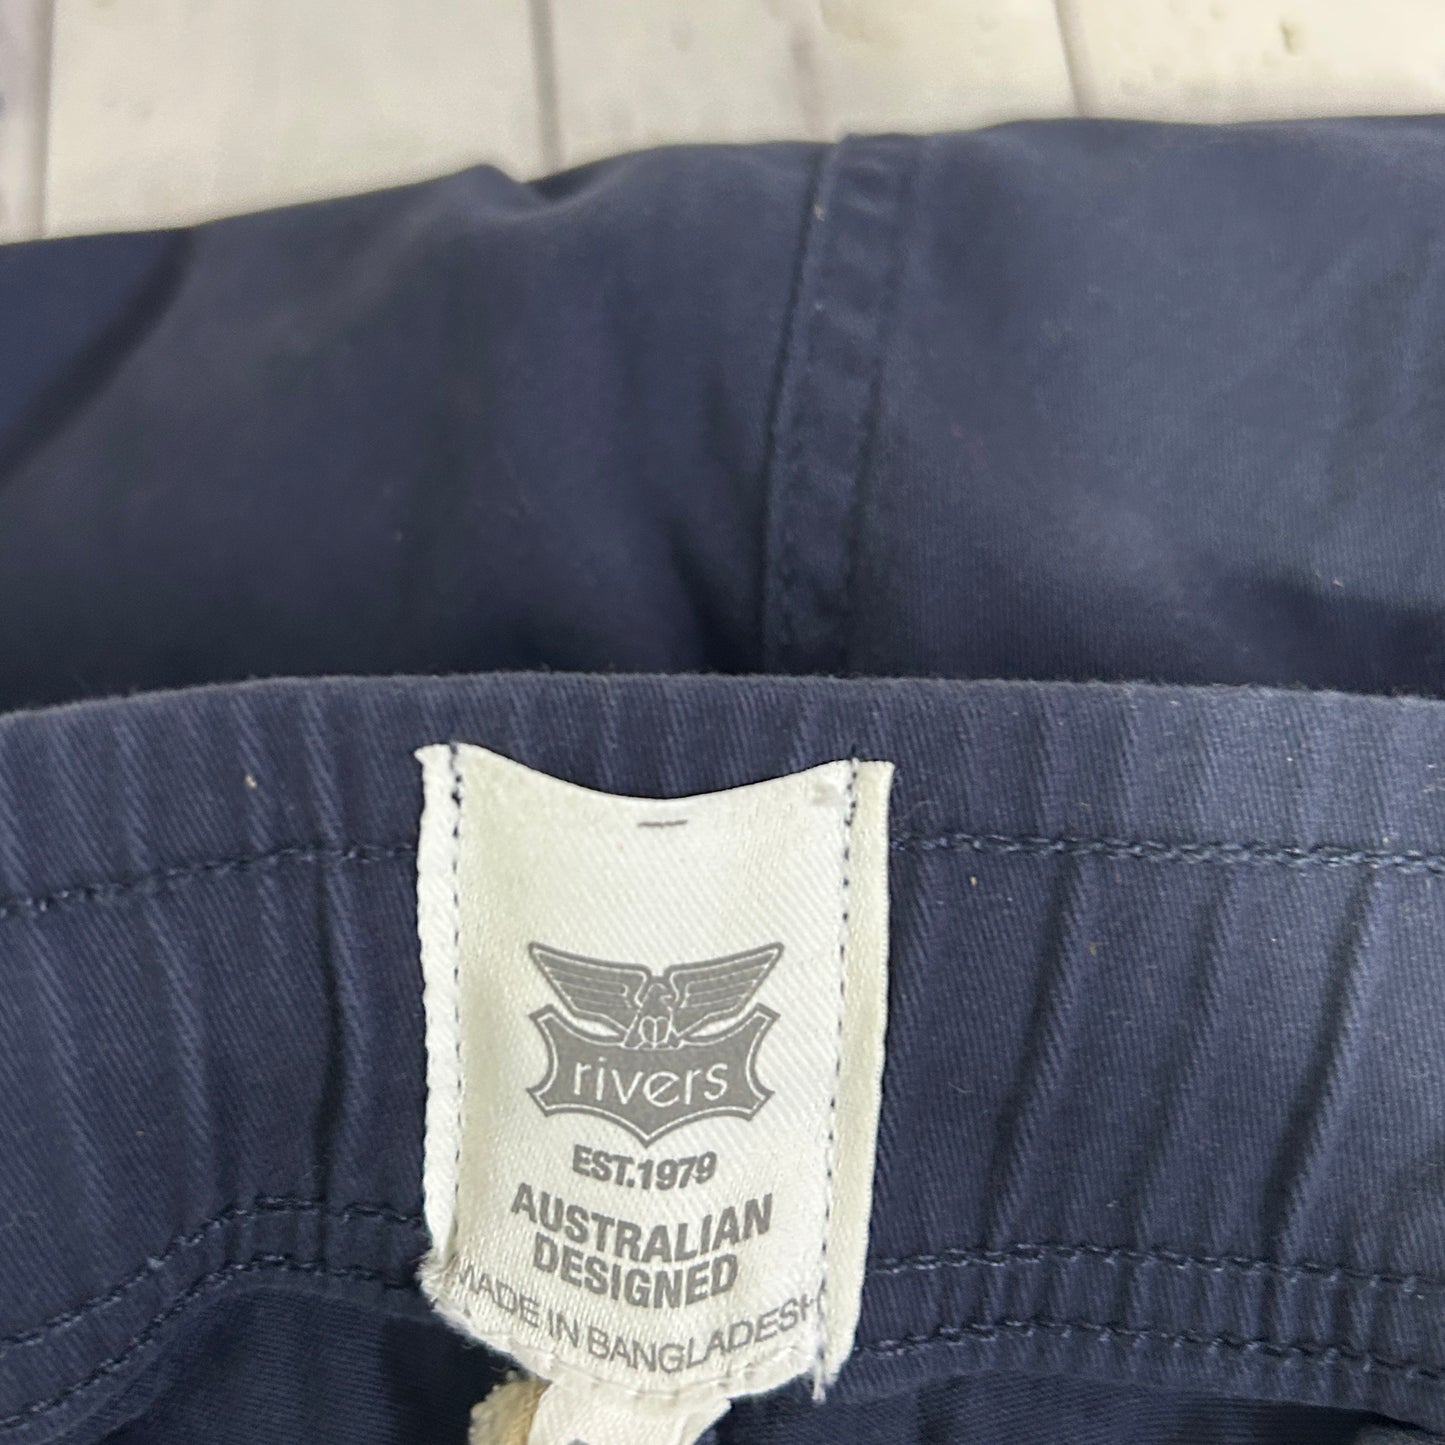 rivers
EST.1979
AUSTRALIAN
DESIGNED
MADE IN BANGLADESH